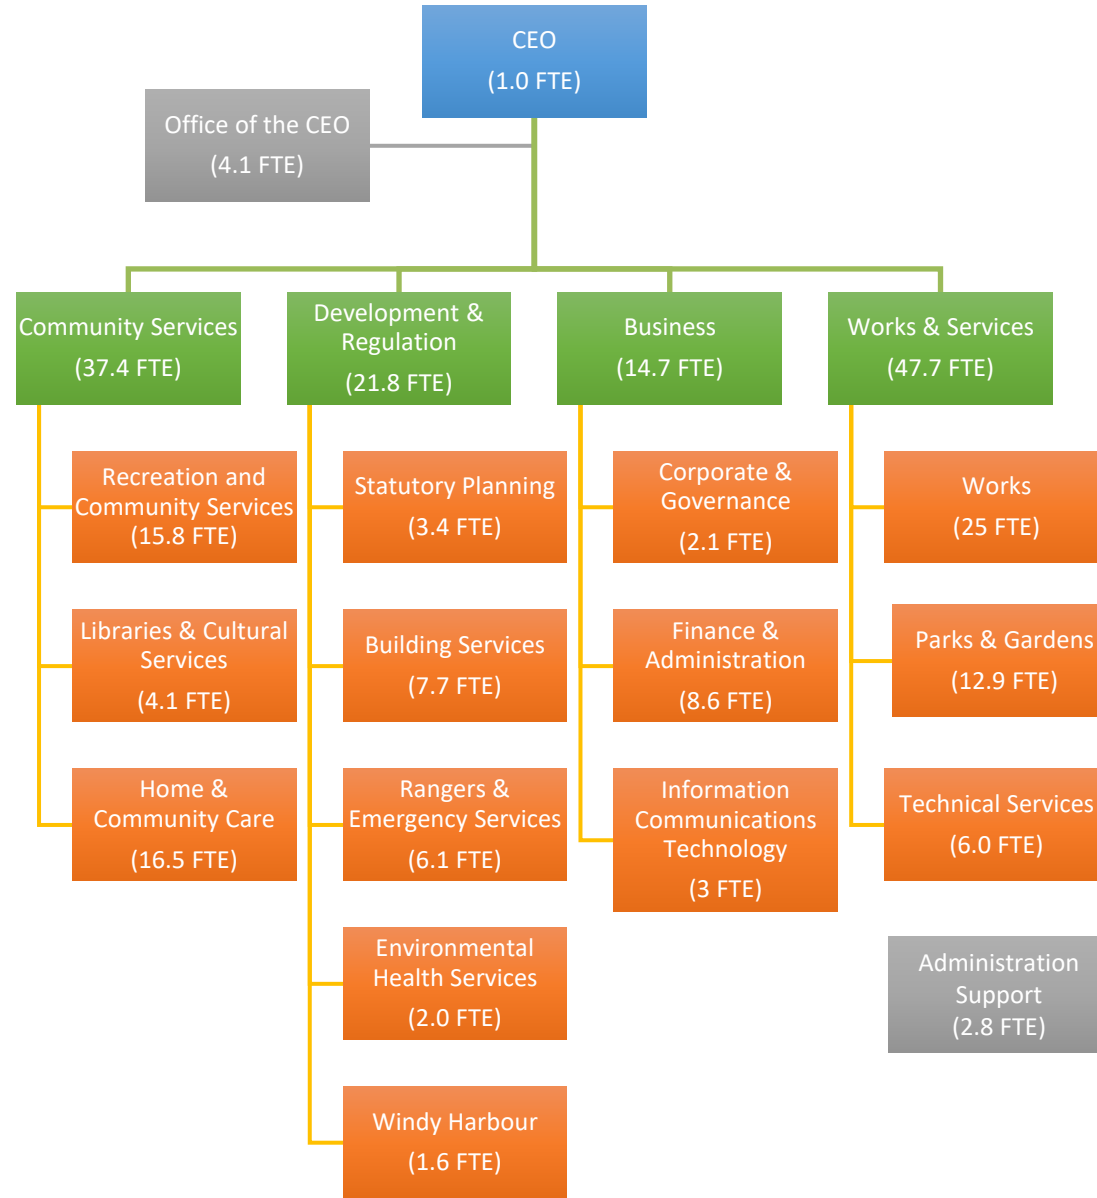 CEO
(1.0 FTE)
Office of the CEO
(4.1 FTE)
Community Services
(37.4 FTE)
Development &
Regulation
(21.8 FTE)
Business
(14.7 FTE)
Works & Services
(47.7 FTE)
Recreation and
Community Services
(15.8 FTE)
Libraries & Cultural
Services
(4.1 FTE)
Home &
Community Care
(16.5 FTE)
Statutory Planning
(3.4 FTE)
Building Services
(7.7 FTE)
Rangers &
Emergency Services
(6.1 FTE)
Environmental
Health Services
(2.0 FTE)
Windy Harbour
(1.6 FTE)
Corporate &
Governance
(2.1 FTE)
Finance &
Administration
(8.6 FTE)
Information
Communications
Technology
(3 FTE)
Works
(25 FTE)
Parks & Gardens
(12.9 FTE)
Technical Services
(6.0 FTE)
Administration
Support
(2.8 FTE)